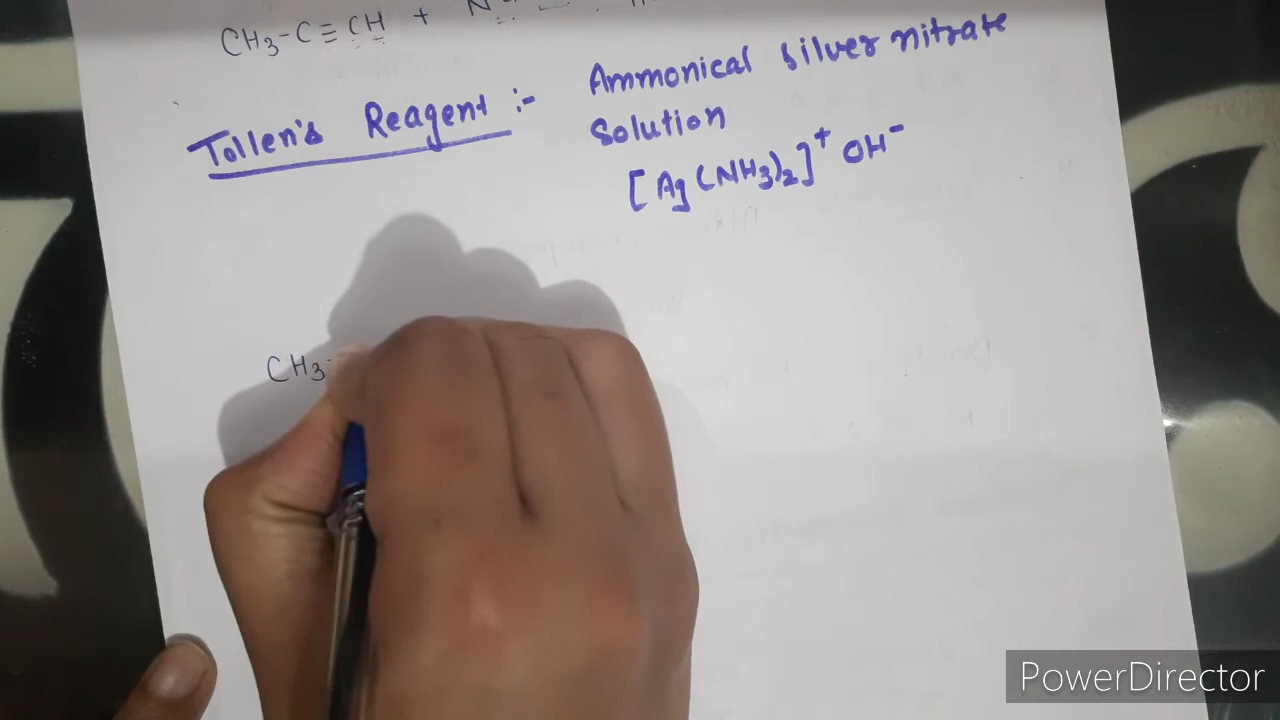 CH3-C≡CH + N
Tollen's Reagent :- Ammonical silver nitrate
Solution
[Ag(NH3)2]⁺ OH⁻
CH3-
PowerDirector